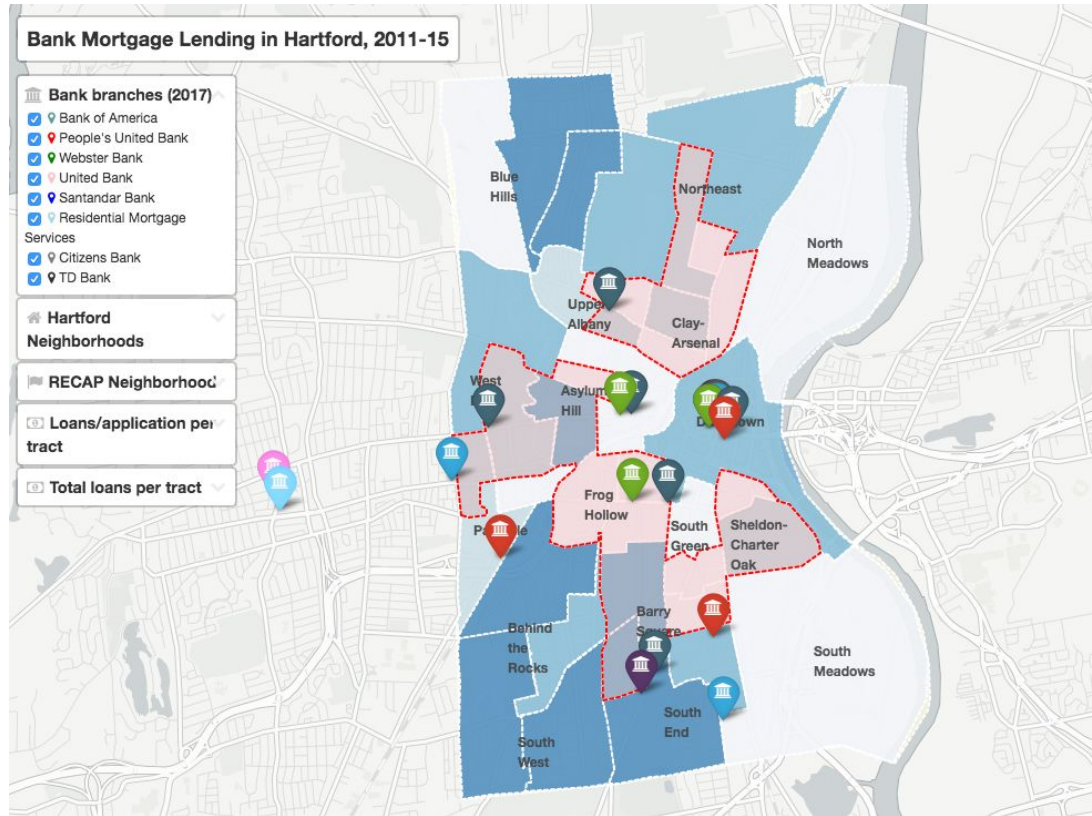 Bank Mortgage Lending in Hartford, 2011-15
Bank branches (2017)
Bank of America
People's United Bank
Webster Bank
United Bank
Santandar Bank
Residential Mortgage
Services
Citizens Bank
TD Bank
Hartford
Neighborhoods
RECAP Neighborhood
Loans/application per
tract
Total loans per tract
Blue
Hills
Northeast
North
Meadows
Upper
Albany
Clay-
Arsenal
West
Asylum
Hill
Frog
Hollow
South
Green
Sheldon-
Charter
Oak
Barry
Square
Behind
the
Rocks
South
Meadows
South
End
South
West